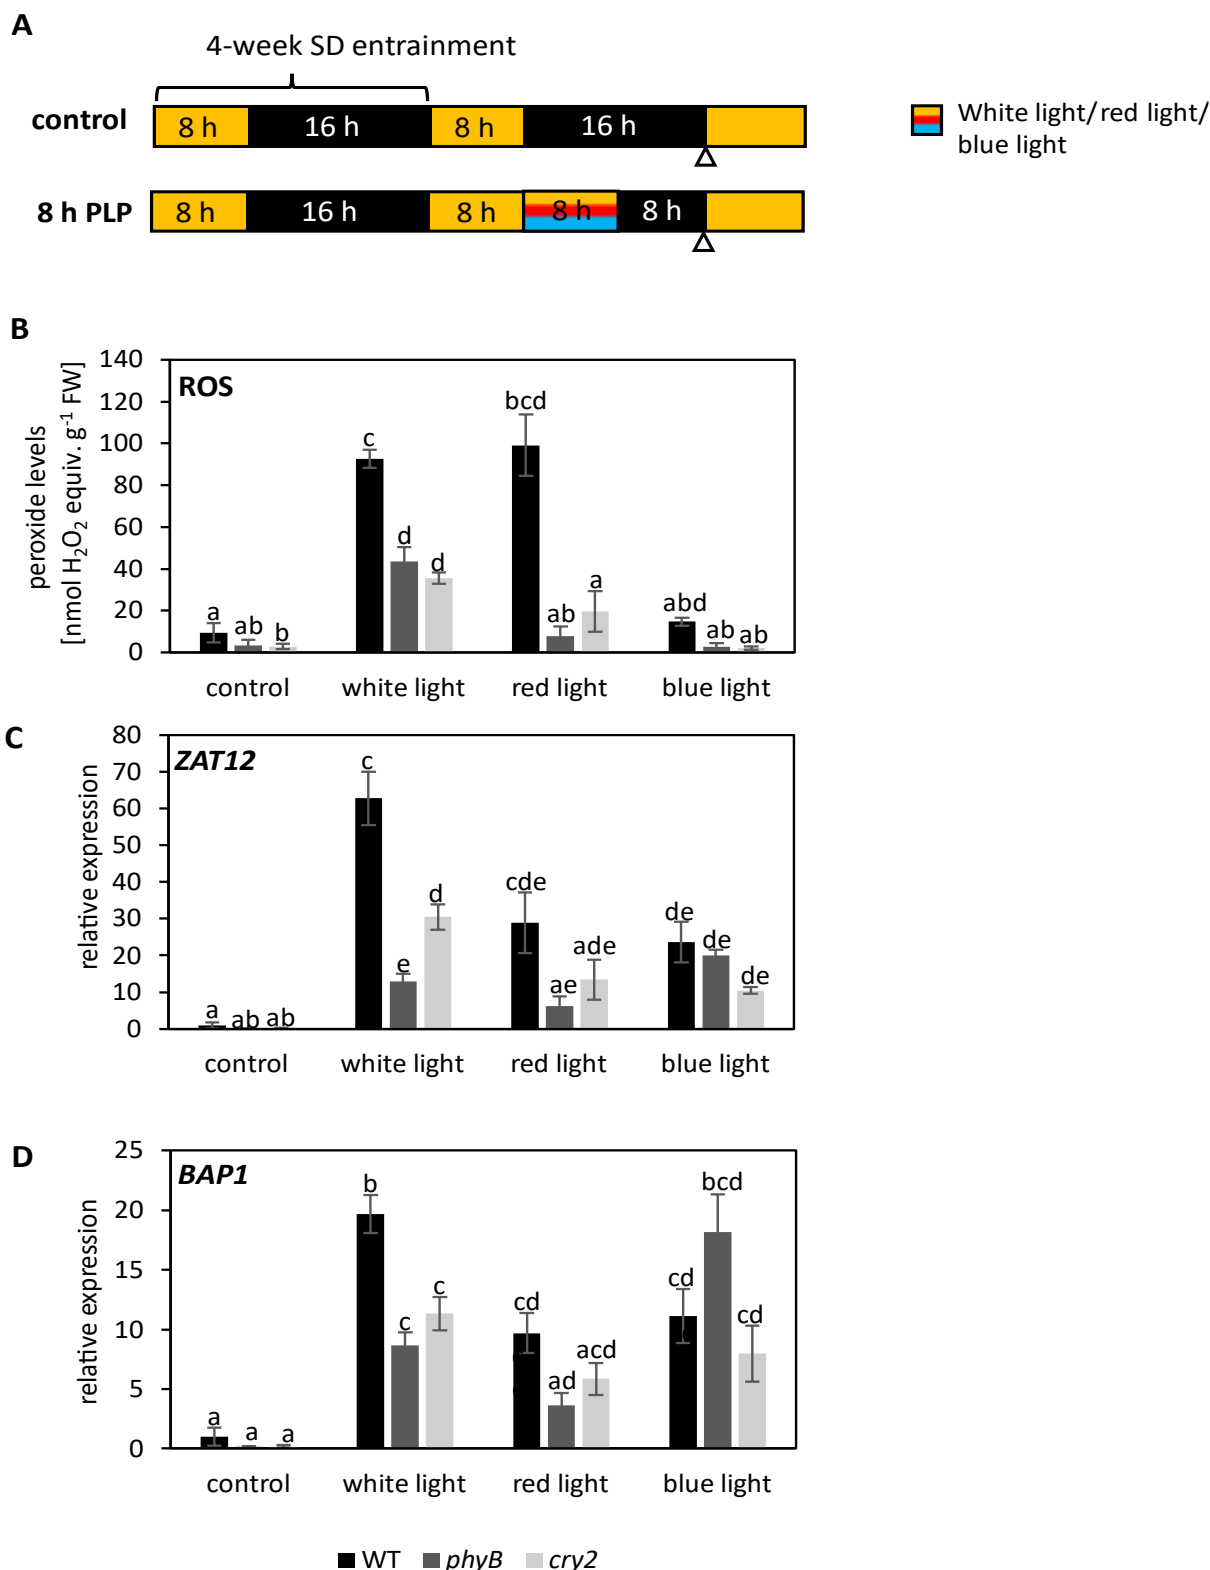 A
4-week SD entrainment
control
8 h
16 h
8 h
16 h
White light/red light/
blue light
8 h PLP
8 h
16 h
8 h
8 h
8 h
B
peroxide levels
[nmol H₂O₂ equiv. g⁻¹ FW]
140
120
100
80
60
40
20
0
ROS
a
ab
b
c
d
d
bcd
ab
a
abd
ab
ab
control
white light
red light
blue light
C
relative expression
80
70
60
50
40
30
20
10
0
ZAT12
a
ab
ab
c
e
d
cde
ae
ade
de
de
de
control
white light
red light
blue light
D
relative expression
25
20
15
10
5
0
BAP1
a
a
a
b
c
c
cd
ad
acd
cd
bcd
cd
control
white light
red light
blue light
WT phyB cry2